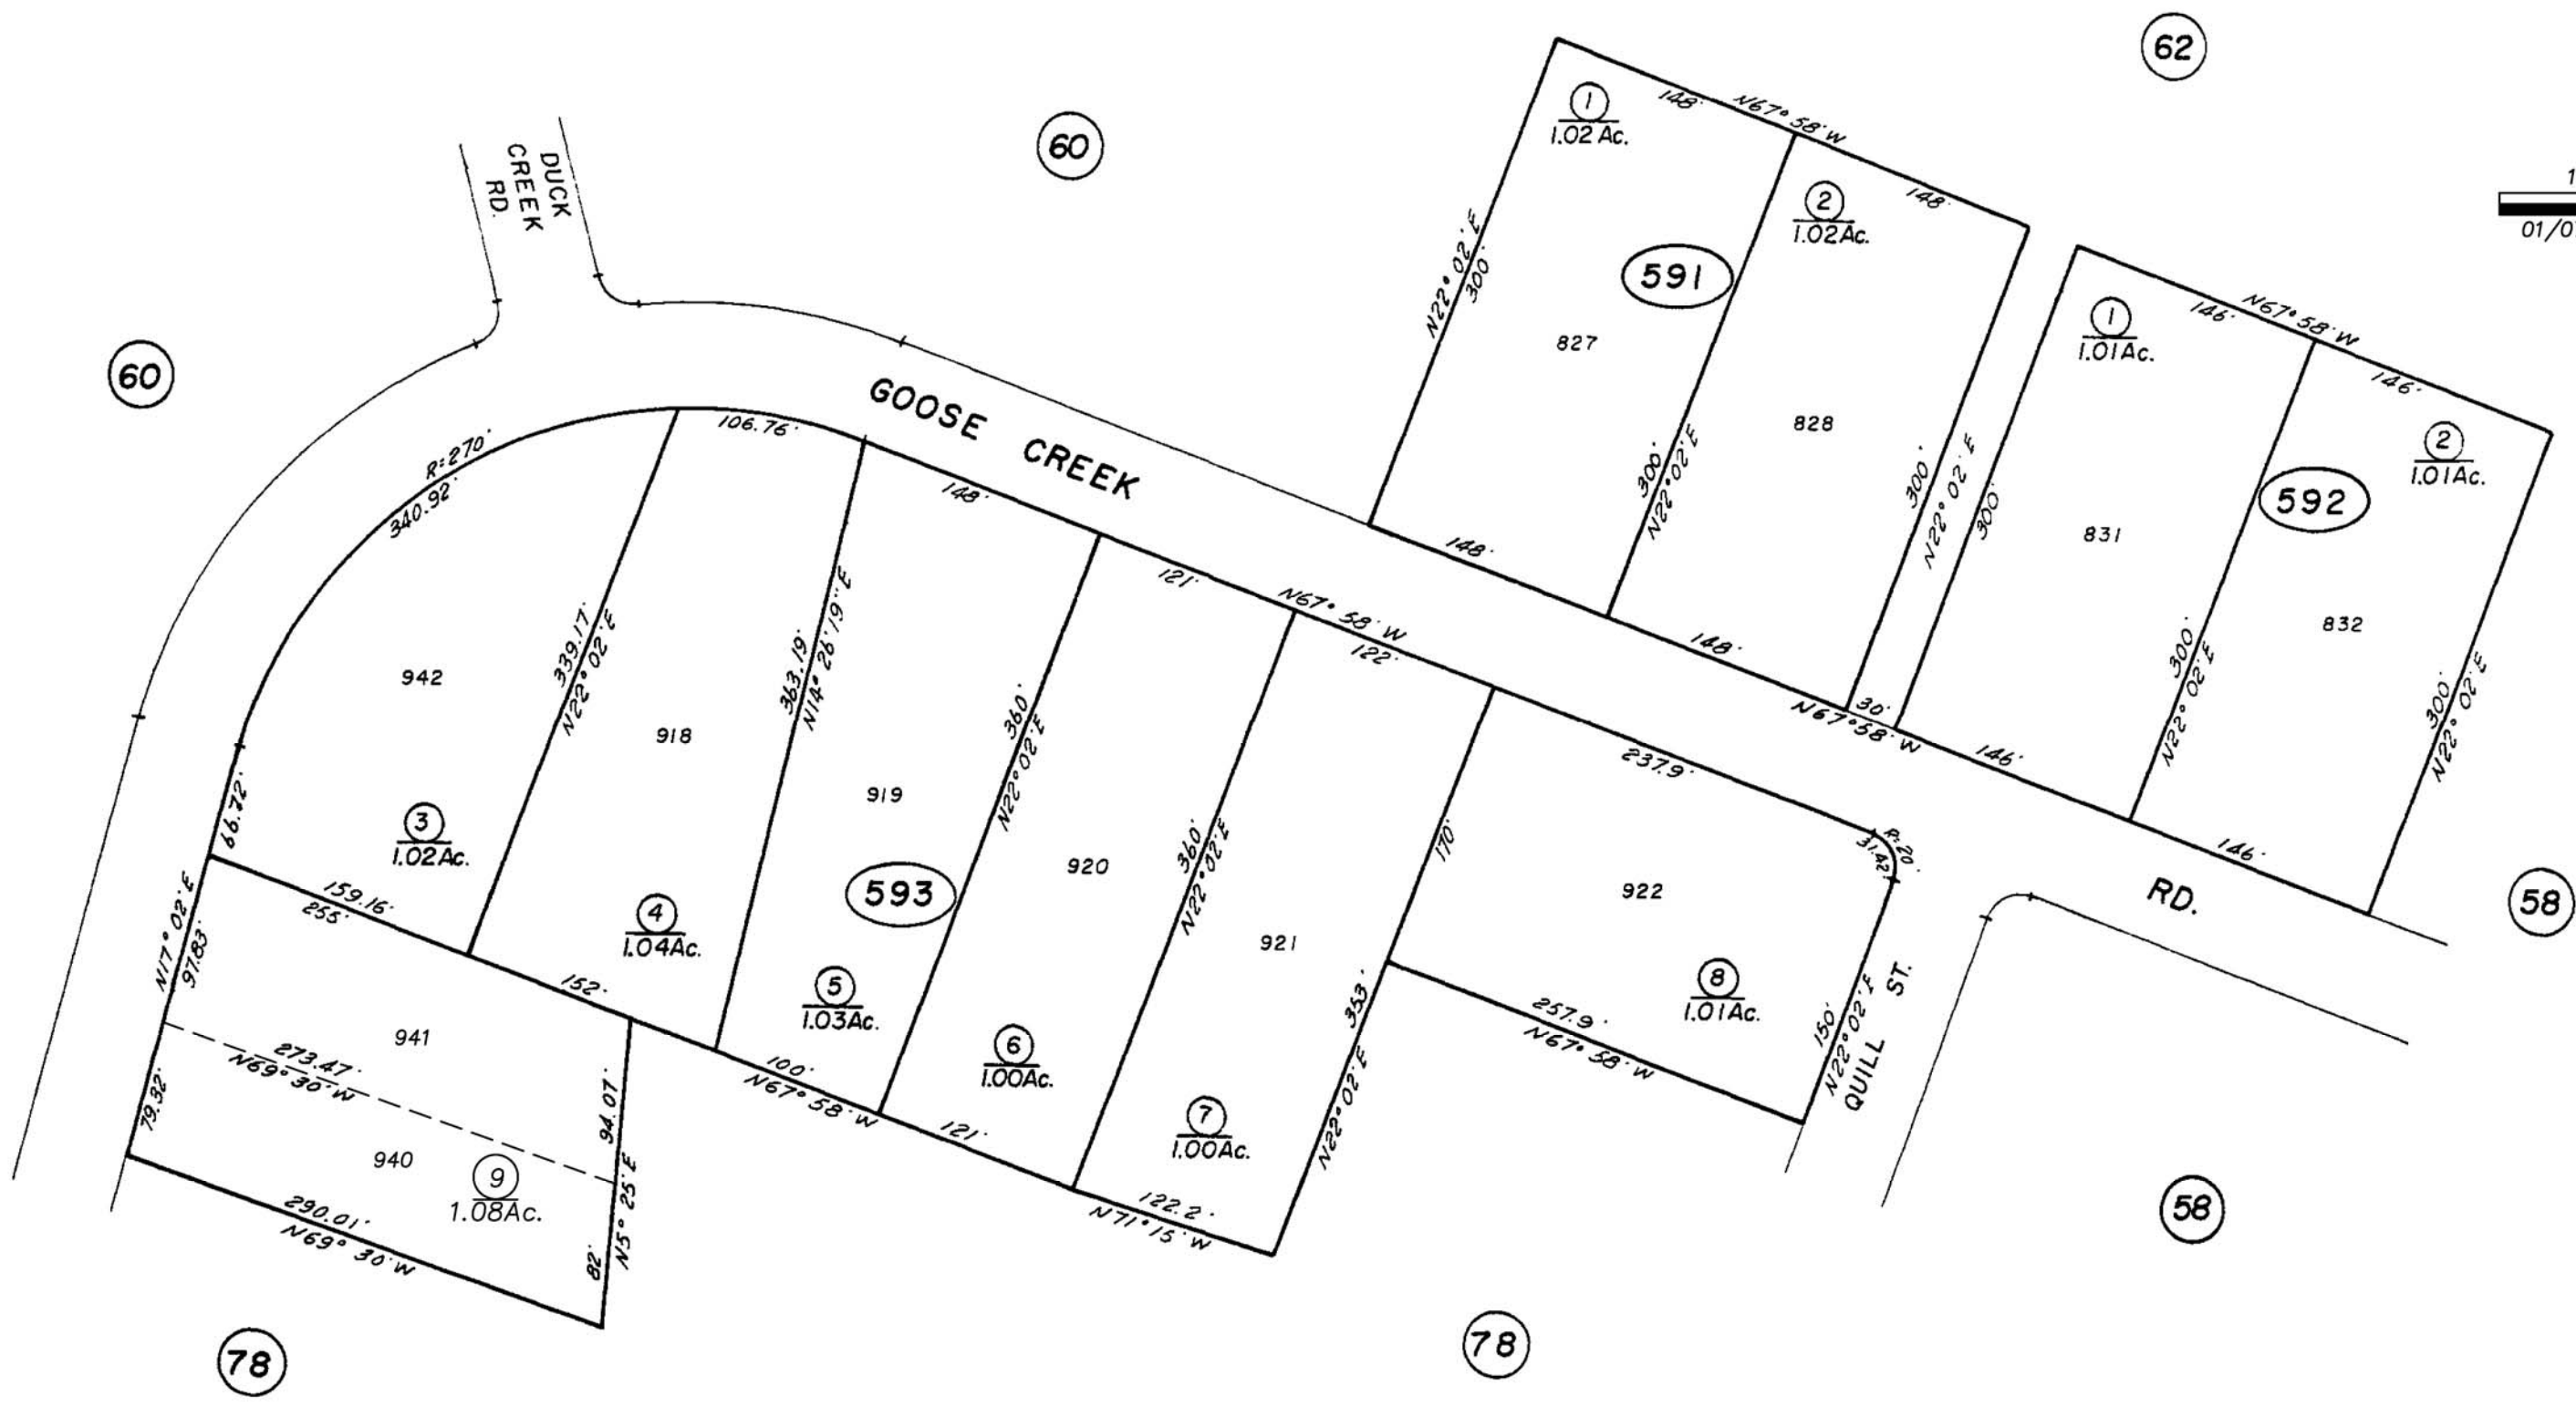 62
60
60
58
58
78
78
DUCK
CREEK
RD.
GOOSE CREEK
RD.
QUILL ST.
1
01/0
591
1
1.02 Ac.
827
2
1.02Ac.
828
148'
N67°58'W
148'
N22°02'E
300'
300'
N22°02'E
300'
N22°02'E
300'
148'
148'
30'
N67°58'W
592
1
1.01Ac.
831
2
1.01Ac.
832
146'
N67°58'W
146'
300'
N22°02'E
300'
N22°02'E
146'
146'
593
R=270'
340.92'
106.76'
148'
121'
N67°58'W
122'
237.9'
R=20'
31.42'
942
3
1.02Ac.
66.72'
339.17'
N22°02'E
918
4
1.04Ac.
363.19'
N14°26'19"E
919
5
1.03Ac.
360'
N22°02'E
920
6
1.00Ac.
360'
N22°02'E
921
7
1.00Ac.
170'
353'
N22°02'E
922
8
1.01Ac.
257.9'
N67°58'W
150'
N22°02'E
159.16'
255'
152'
100'
N67°58'W
121'
122.2'
N71°15'W
N17°02'E
97.83'
941
273.47'
N69°30'W
94.07'
79.32'
940
9
1.08Ac.
N5°25'E
82'
290.01'
N69°30'W